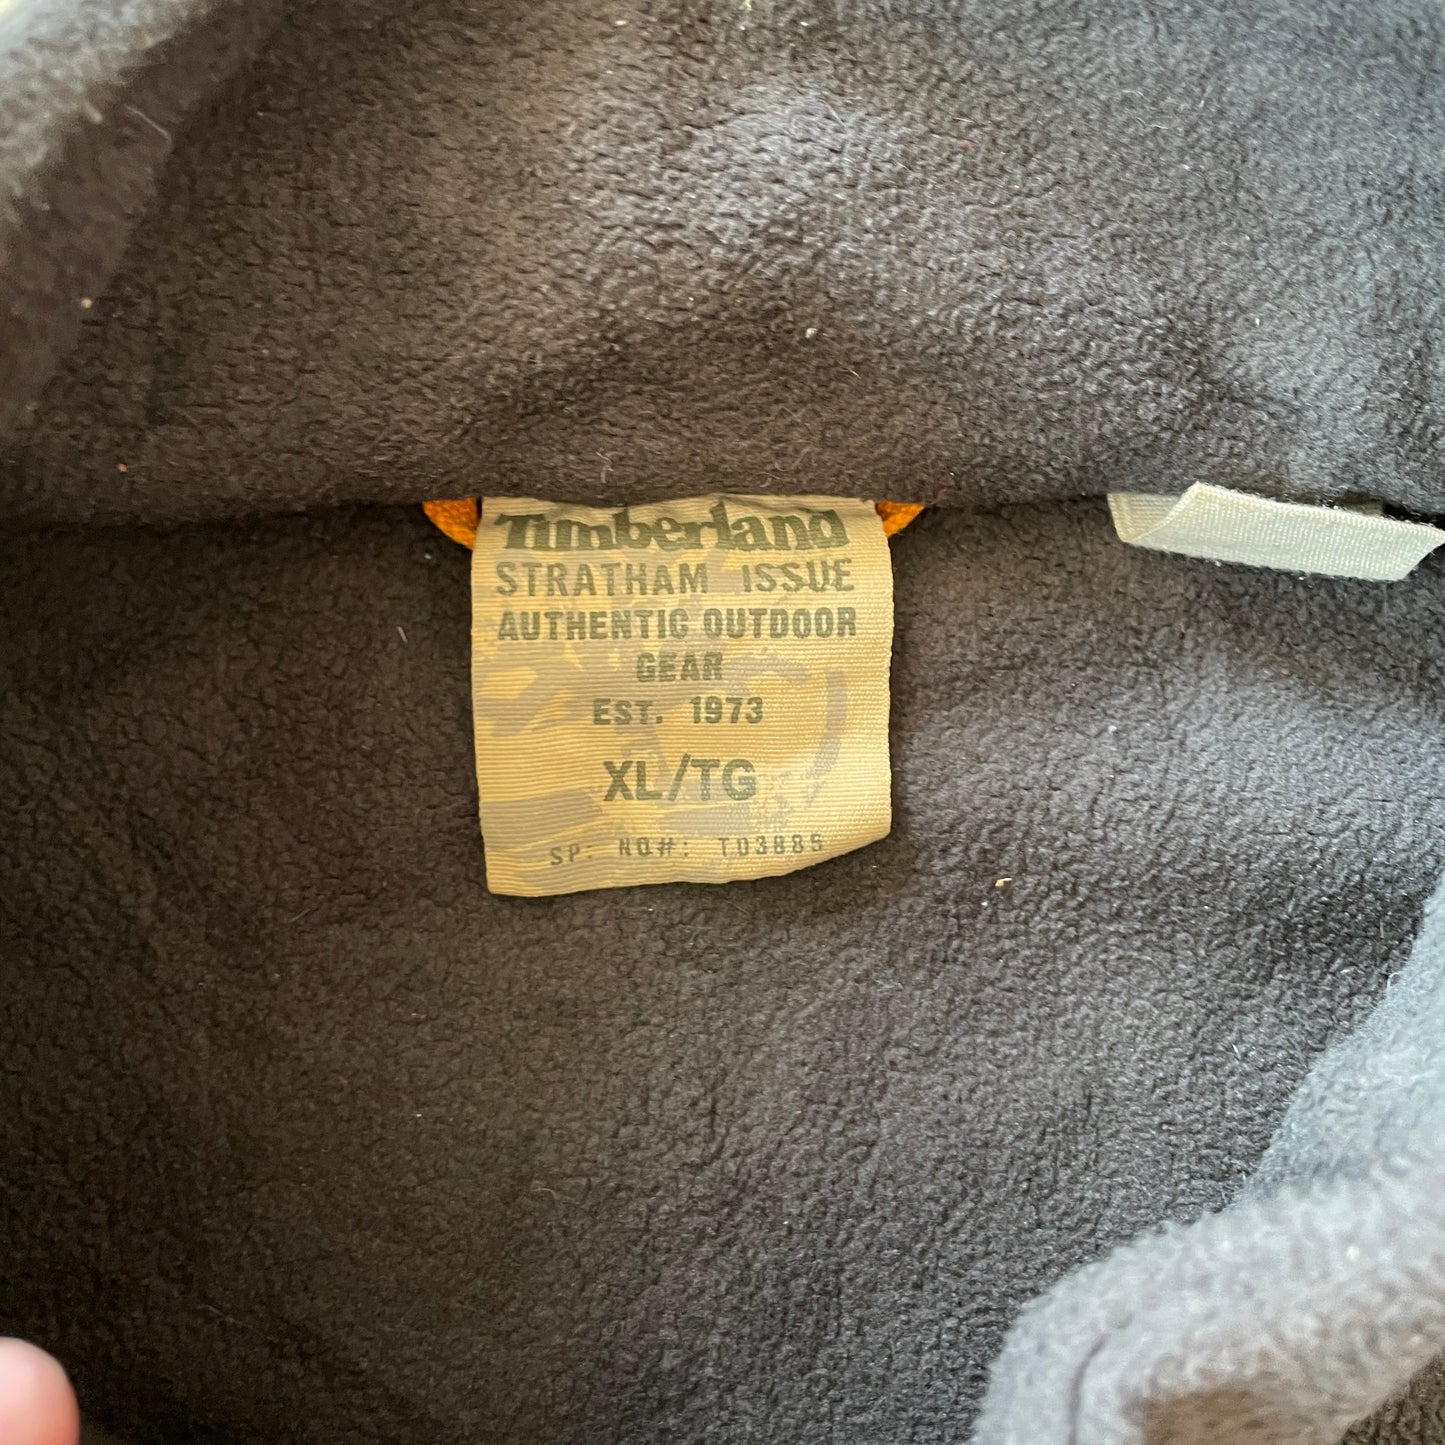 Timberland
STRATHAM ISSUE
AUTHENTIC OUTDOOR
GEAR
EST. 1973
XL/TG
SP: NO#: T03885